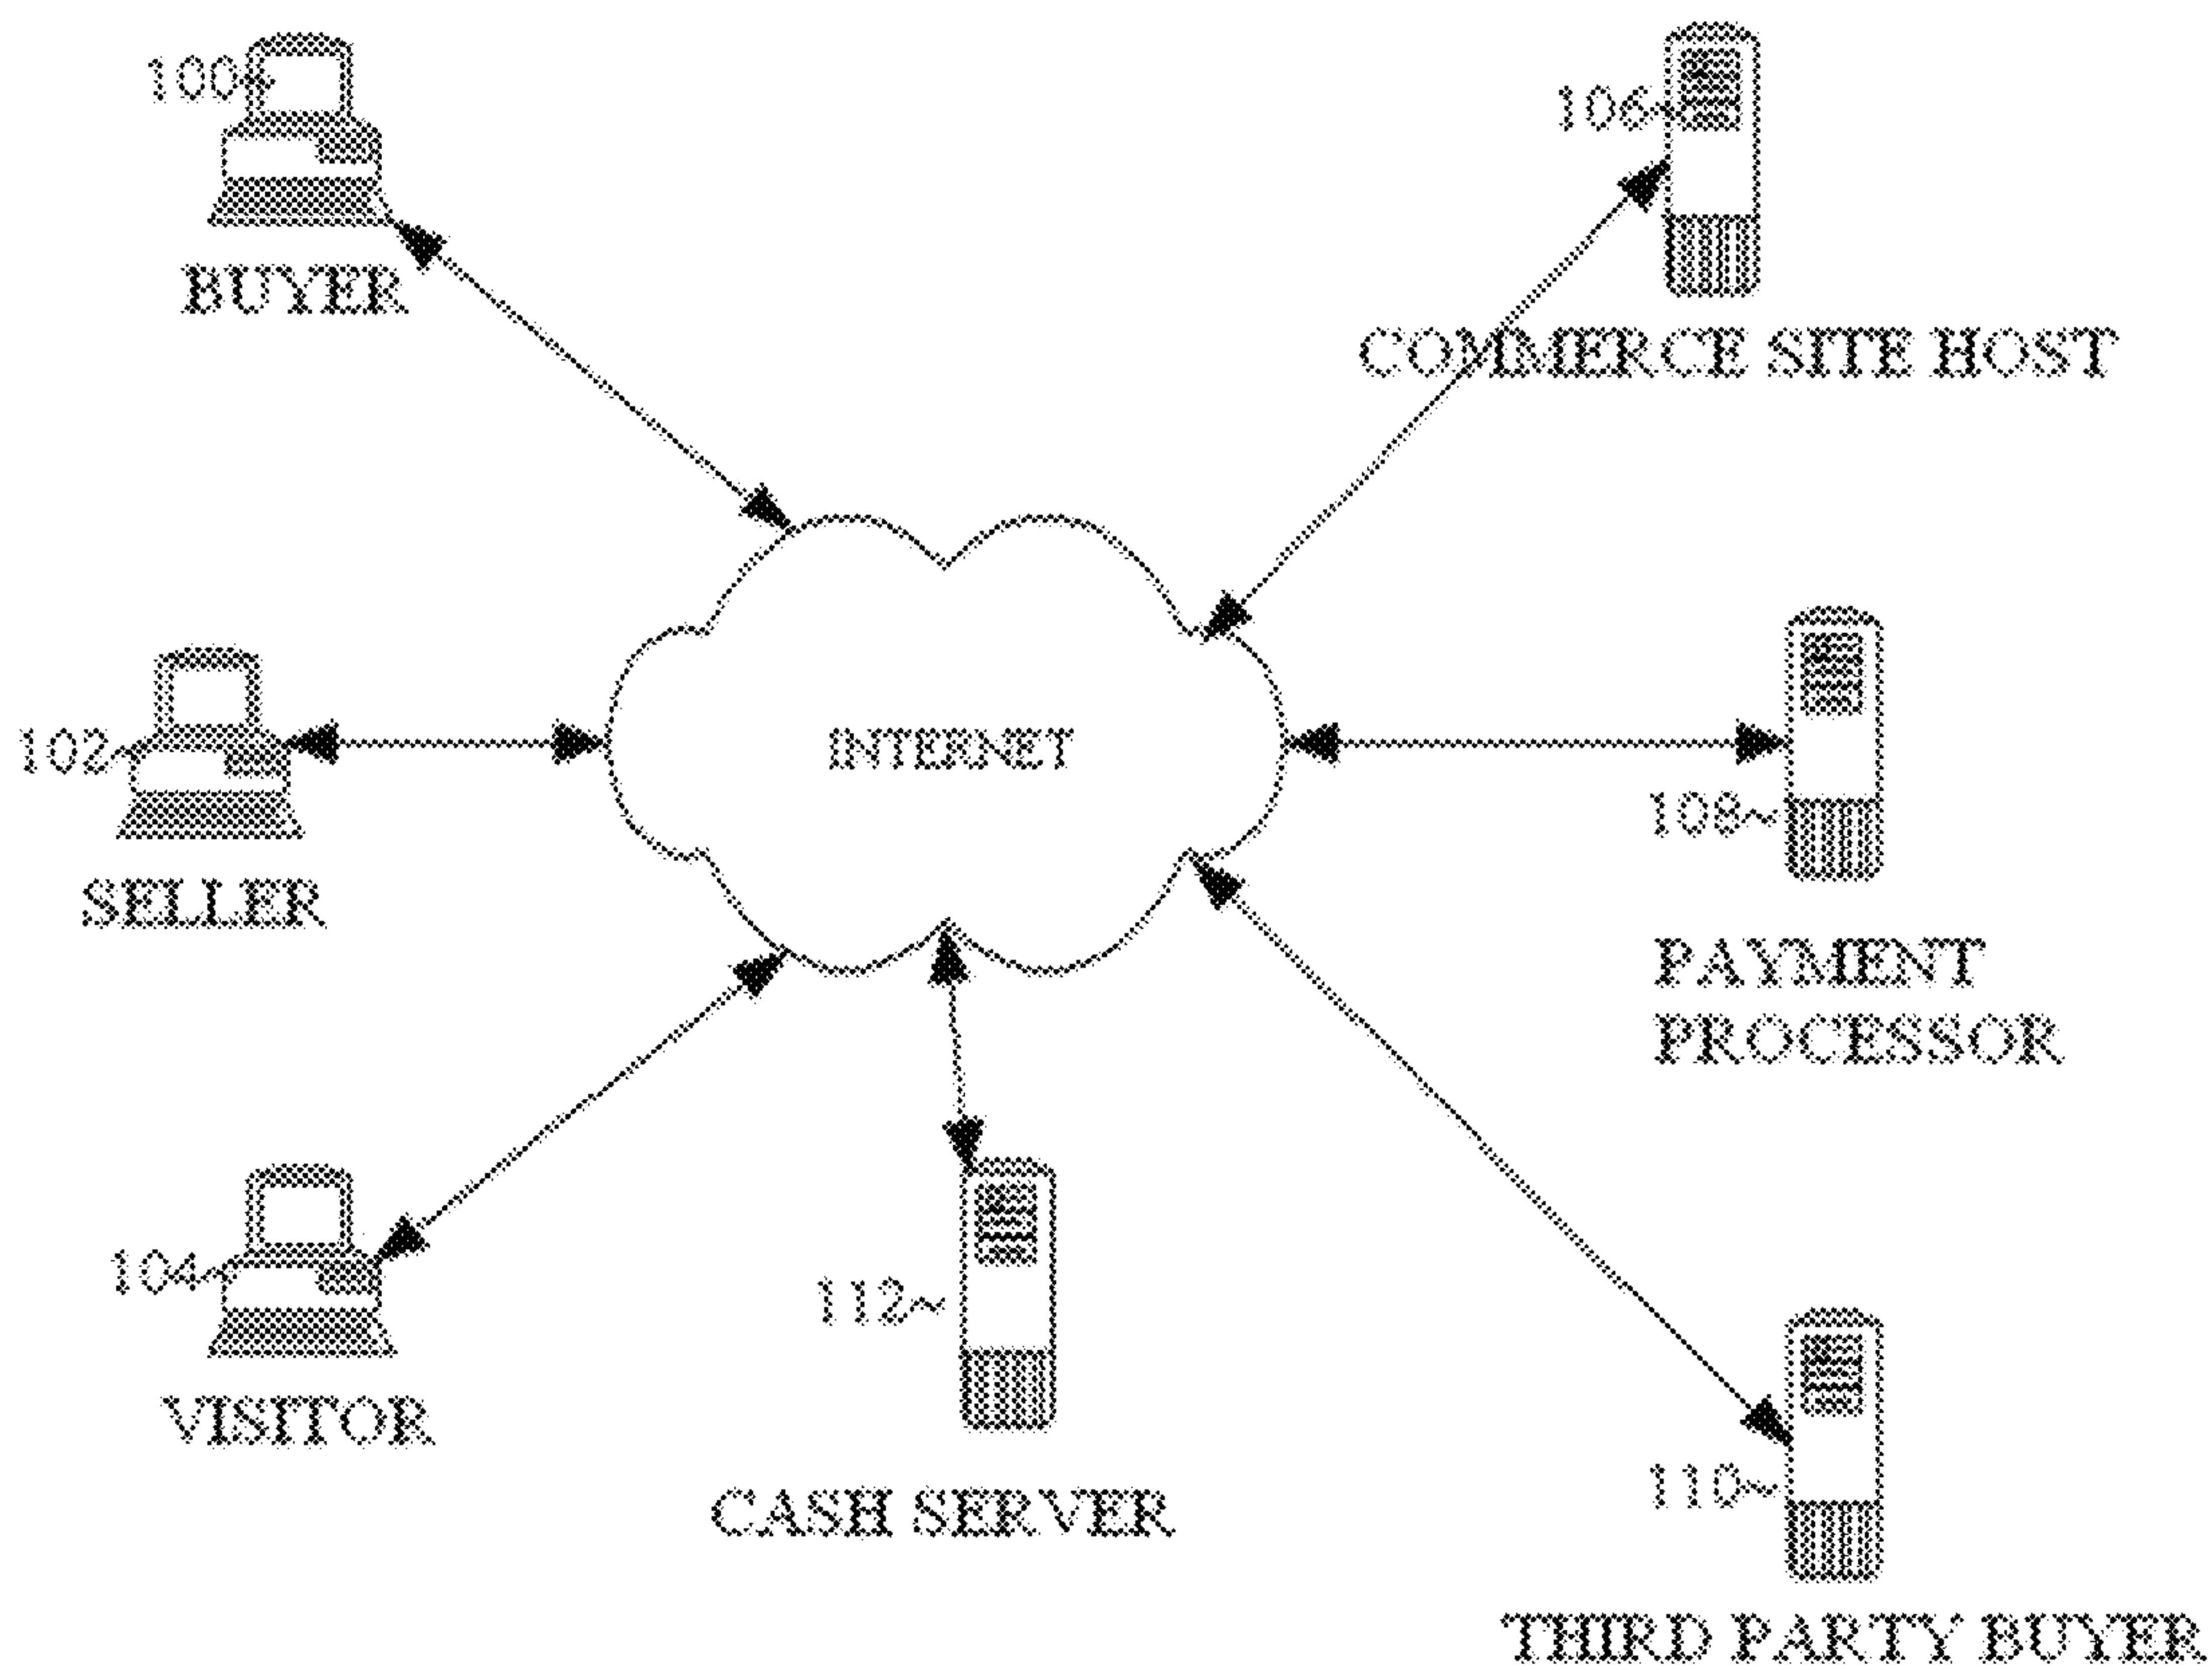 100~
BUYER
106~
COMMERCE SITE HOST
102~
SELLER
INTERNET
108~
PAYMENT
PROCESSOR
104~
VISITOR
112~
CASH SERVER
110~
THIRD PARTY BUYER